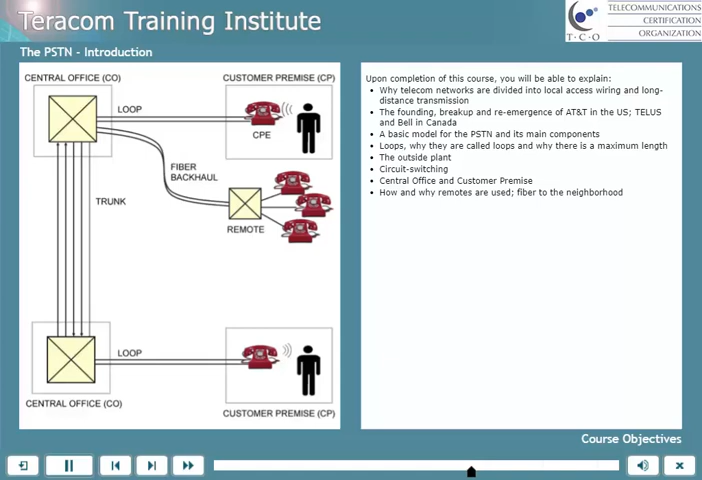 Teracom Training Institute
TELECOMMUNICATIONS
CERTIFICATION
ORGANIZATION
T · C · O
The PSTN - Introduction
CENTRAL OFFICE (CO)
CUSTOMER PREMISE (CP)
LOOP
CPE
FIBER
BACKHAUL
TRUNK
REMOTE
LOOP
CENTRAL OFFICE (CO)
CUSTOMER PREMISE (CP)
Upon completion of this course, you will be able to explain:
• Why telecom networks are divided into local access wiring and long-
distance transmission
• The founding, breakup and re-emergence of AT&T in the US; TELUS
and Bell in Canada
• A basic model for the PSTN and its main components
• Loops, why they are called loops and why there is a maximum length
• The outside plant
• Circuit-switching
• Central Office and Customer Premise
• How and why remotes are used; fiber to the neighborhood
Course Objectives